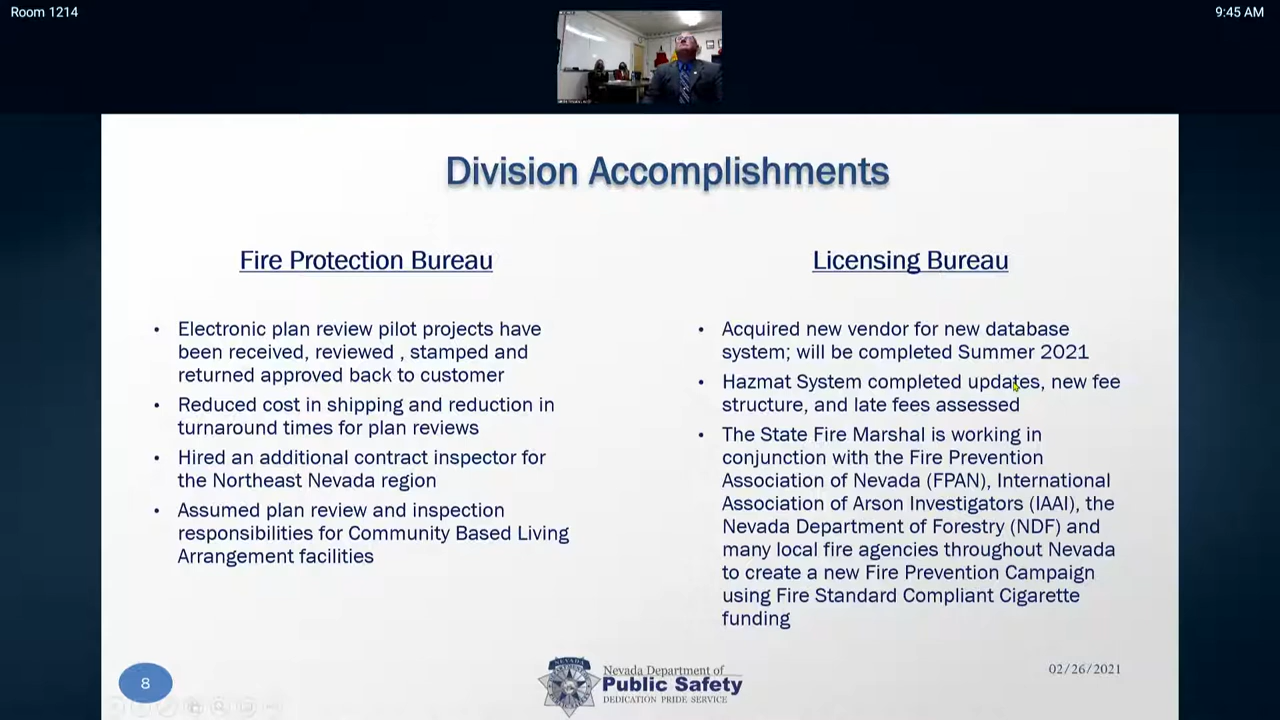 Room 1214
9:45 AM
Division Accomplishments
Fire Protection Bureau
• Electronic plan review pilot projects have
been received, reviewed , stamped and
returned approved back to customer
• Reduced cost in shipping and reduction in
turnaround times for plan reviews
• Hired an additional contract inspector for
the Northeast Nevada region
• Assumed plan review and inspection
responsibilities for Community Based Living
Arrangement facilities
Licensing Bureau
• Acquired new vendor for new database
system; will be completed Summer 2021
• Hazmat System completed updates, new fee
structure, and late fees assessed
• The State Fire Marshal is working in
conjunction with the Fire Prevention
Association of Nevada (FPAN), International
Association of Arson Investigators (IAAI), the
Nevada Department of Forestry (NDF) and
many local fire agencies throughout Nevada
to create a new Fire Prevention Campaign
using Fire Standard Compliant Cigarette
funding
8
NEVADA
Nevada Department of
Public Safety
DEDICATION PRIDE SERVICE
02/26/2021